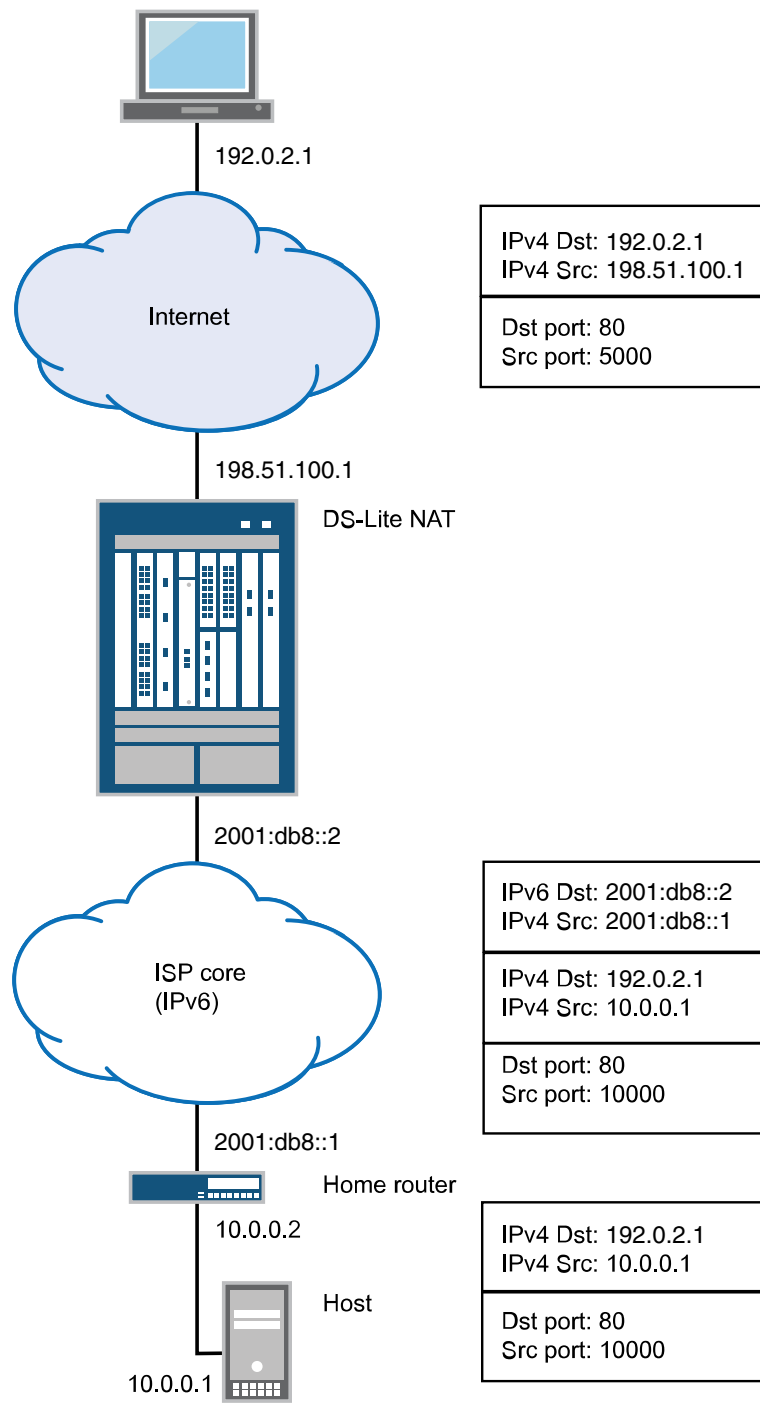 192.0.2.1
IPv4 Dst: 192.0.2.1
IPv4 Src: 198.51.100.1
Internet
Dst port: 80
Src port: 5000
198.51.100.1
DS-Lite NAT
2001:db8::2
IPv6 Dst: 2001:db8::2
IPv4 Src: 2001:db8::1
ISP core
(IPv6)
IPv4 Dst: 192.0.2.1
IPv4 Src: 10.0.0.1
Dst port: 80
Src port: 10000
2001:db8::1
Home router
10.0.0.2
IPv4 Dst: 192.0.2.1
IPv4 Src: 10.0.0.1
Host
Dst port: 80
Src port: 10000
10.0.0.1